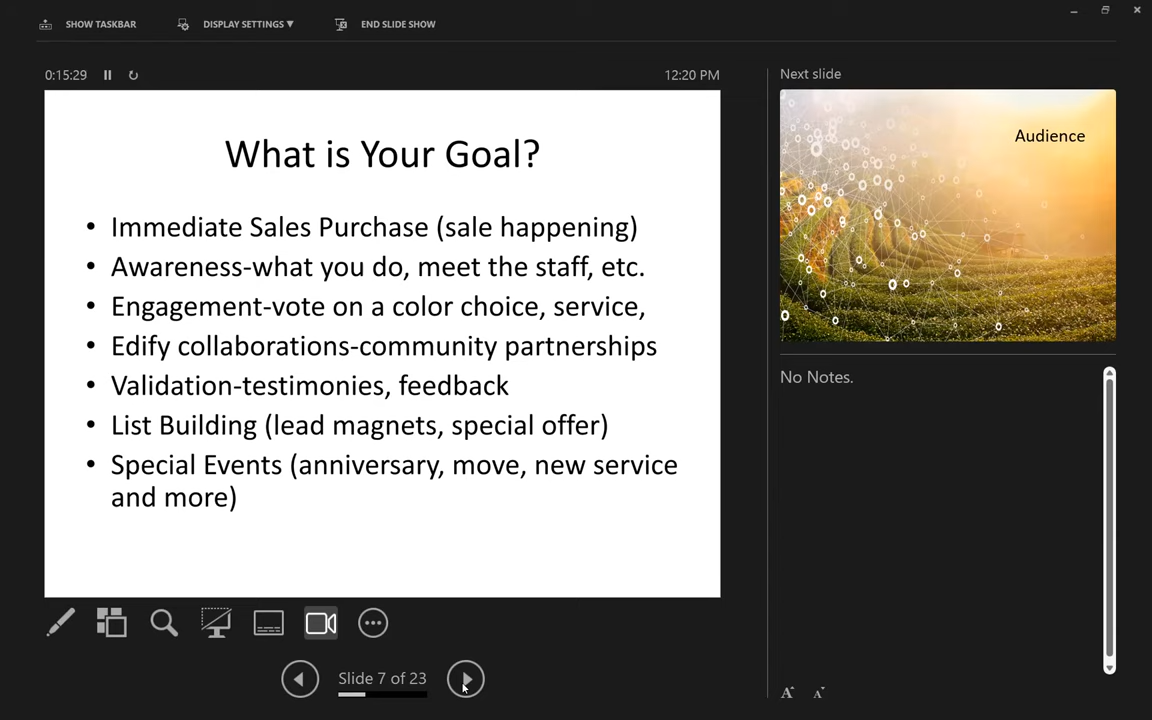 SHOW TASKBAR
DISPLAY SETTINGS ▼
END SLIDE SHOW
0:15:29
12:20 PM
What is Your Goal?
• Immediate Sales Purchase (sale happening)
• Awareness-what you do, meet the staff, etc.
• Engagement-vote on a color choice, service,
• Edify collaborations-community partnerships
• Validation-testimonies, feedback
• List Building (lead magnets, special offer)
• Special Events (anniversary, move, new service
and more)
Slide 7 of 23
Next slide
Audience
No Notes.
A A